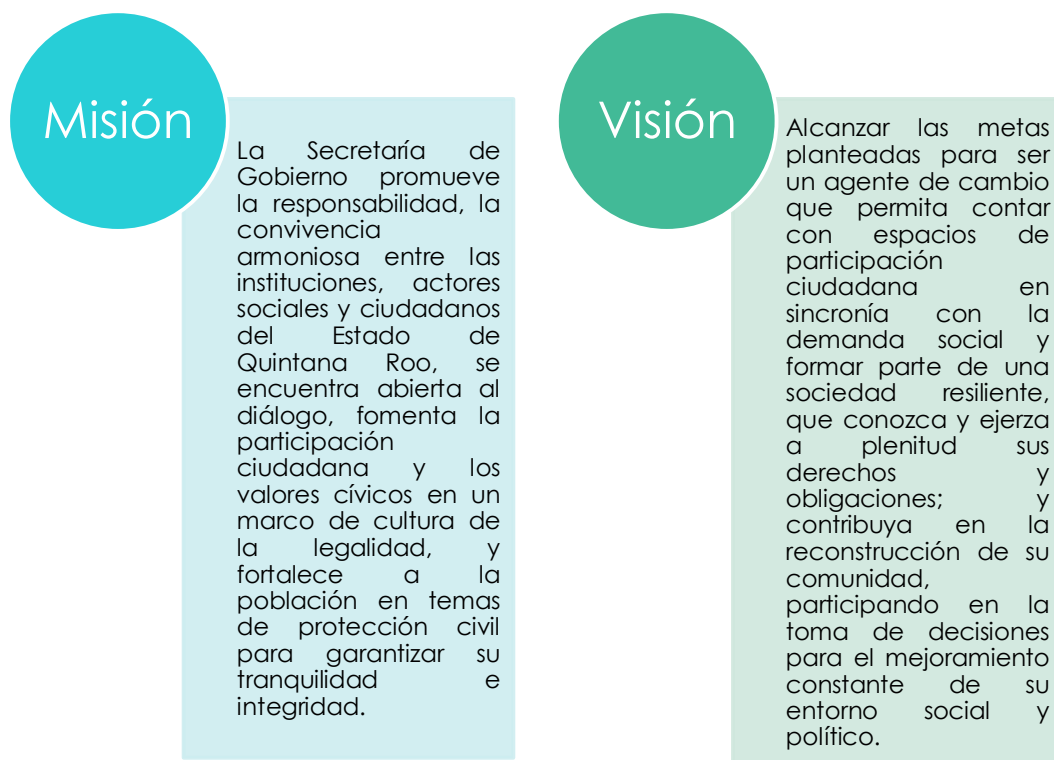 Misión
La Secretaría de
Gobierno promueve
la responsabilidad, la
convivencia
armoniosa entre las
instituciones, actores
sociales y ciudadanos
del Estado de
Quintana Roo, se
encuentra abierta al
diálogo, fomenta la
participación
ciudadana y los
valores cívicos en un
marco de cultura de
la legalidad, y
fortalece a la
población en temas
de protección civil
para garantizar su
tranquilidad e
integridad.
Visión
Alcanzar las metas
planteadas para ser
un agente de cambio
que permita contar
con espacios de
participación
ciudadana en
sincronía con la
demanda social y
formar parte de una
sociedad resiliente,
que conozca y ejerza
a plenitud sus
derechos y
obligaciones; y
contribuya en la
reconstrucción de su
comunidad,
participando en la
toma de decisiones
para el mejoramiento
constante de su
entorno social y
político.